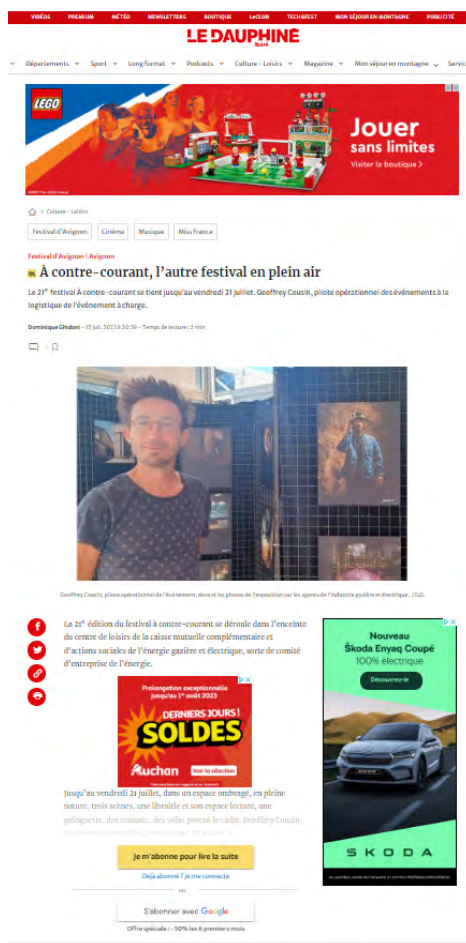 VIDÉOS PREMIUM MÉTÉO NEWSLETTERS BOUTIQUE LeCLUB TECH&FEST MON SÉJOUR EN MONTAGNE PUBLICITÉ
LE DAUPHINÉ
libéré
Départements Sport Long format Podcasts Culture - Loisirs Magazine Mon séjour en montagne Servic
LEGO
Jouer
sans limites
Visiter la boutique >
> Culture - Loisirs
Festival d'Avignon Cinéma Musique Miss France
Festival d'Avignon | Avignon
À contre-courant, l'autre festival en plein air
Le 21e festival À contre-courant se tient jusqu'au vendredi 21 juillet. Geoffrey Cousin, pilote opérationnel des événements à la
logistique de l'événement à charge.
Dominique Ghidoni - 15 juil. 2023 à 20:39 - Temps de lecture : 2 min
Geoffrey Cousin, pilote opérationnel de l'événement, devant les photos de l'exposition sur les agents de l'industrie gazière et électrique. /D.G.
La 21e édition du festival à contre-courant se déroule dans l'enceinte
du centre de loisirs de la caisse mutuelle complémentaire et
d'actions sociales de l'énergie gazière et électrique, sorte de comité
d'entreprise de l'énergie.
Prolongation exceptionnelle
jusqu'au 1er août 2023
DERNIERS JOURS !
SOLDES
Auchan
Voir la sélection
Jusqu'au vendredi 21 juillet, dans un espace ombragé, en pleine
nature, trois scènes, une librairie et son espace lecture, une
guinguette, des transats, des sofas posent le cadre. Geoffrey Cousin,
Je m'abonne pour lire la suite
Déjà abonné ? Je me connecte
ou
S'abonner avec Google
Offre spéciale : -50% les 6 premiers mois
Nouveau
Škoda Enyaq Coupé
100% électrique
Découvrez-le
SKODA